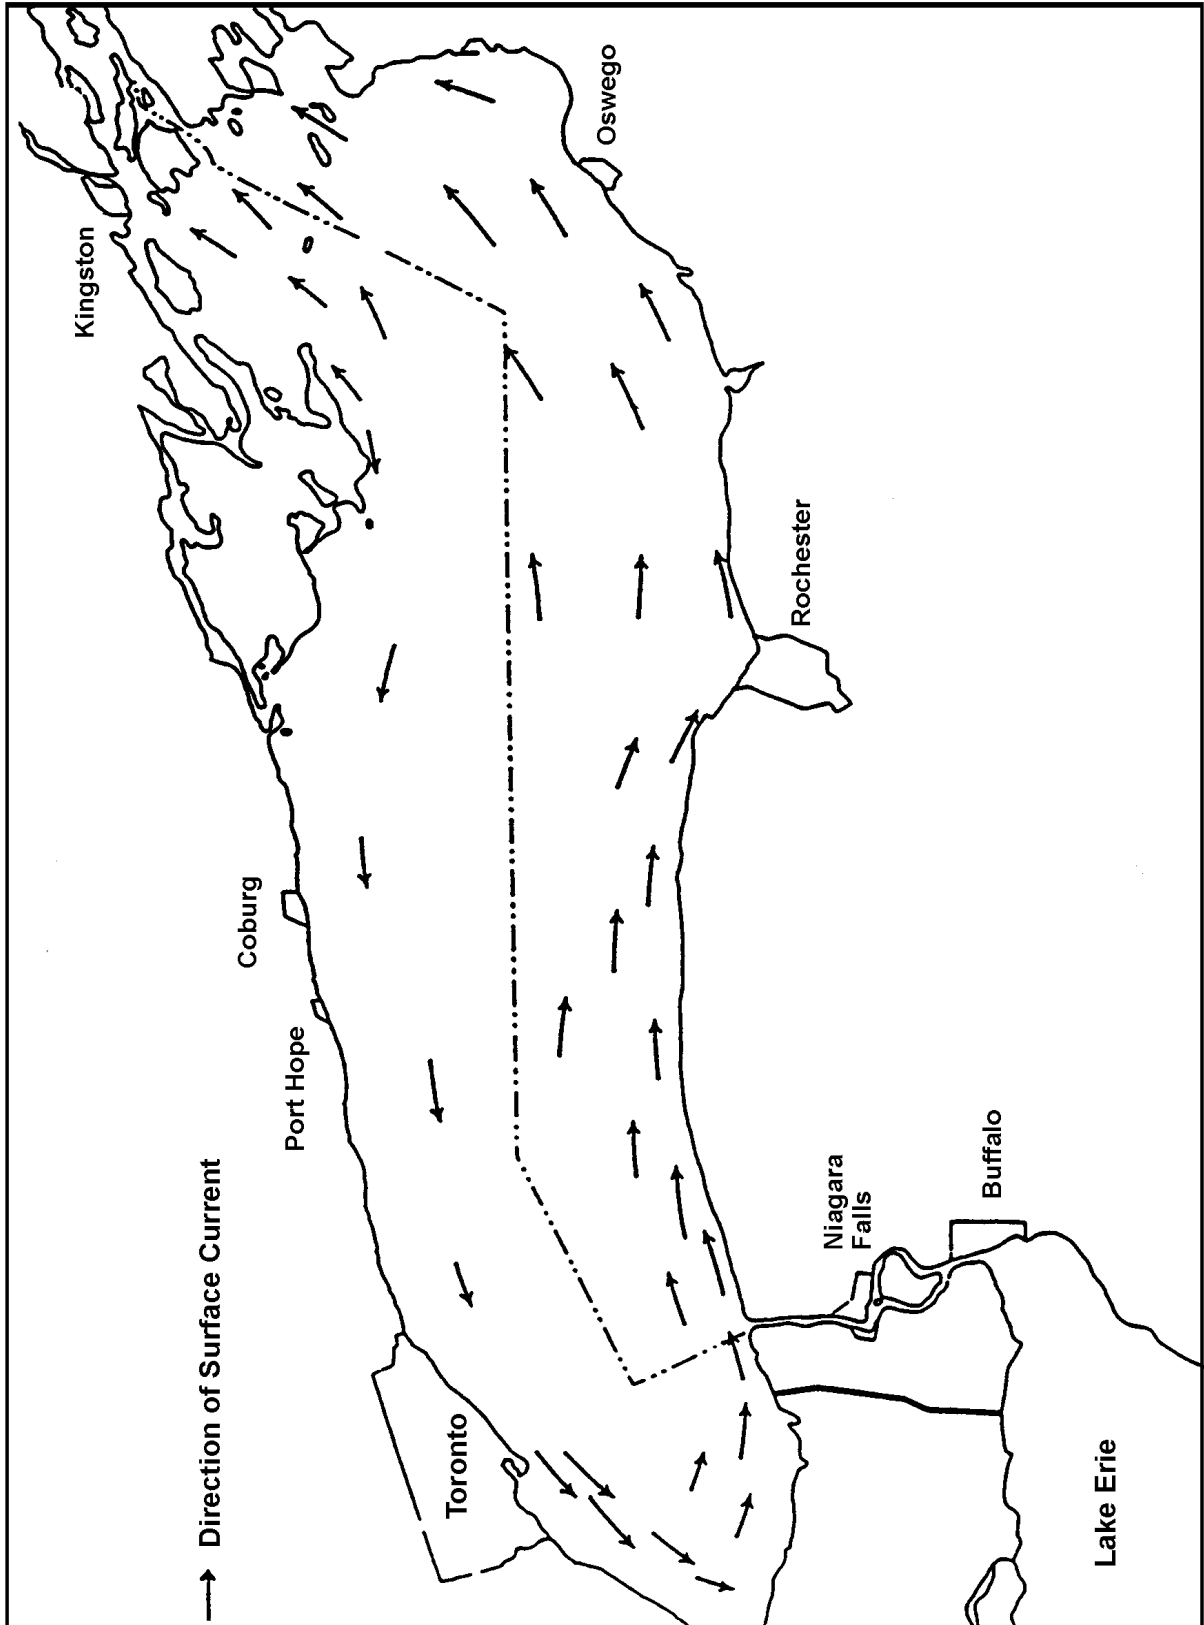 Kingston
Oswego
Rochester
Coburg
Port Hope
Niagara
Falls
Buffalo
Toronto
Lake Erie
Direction of Surface Current